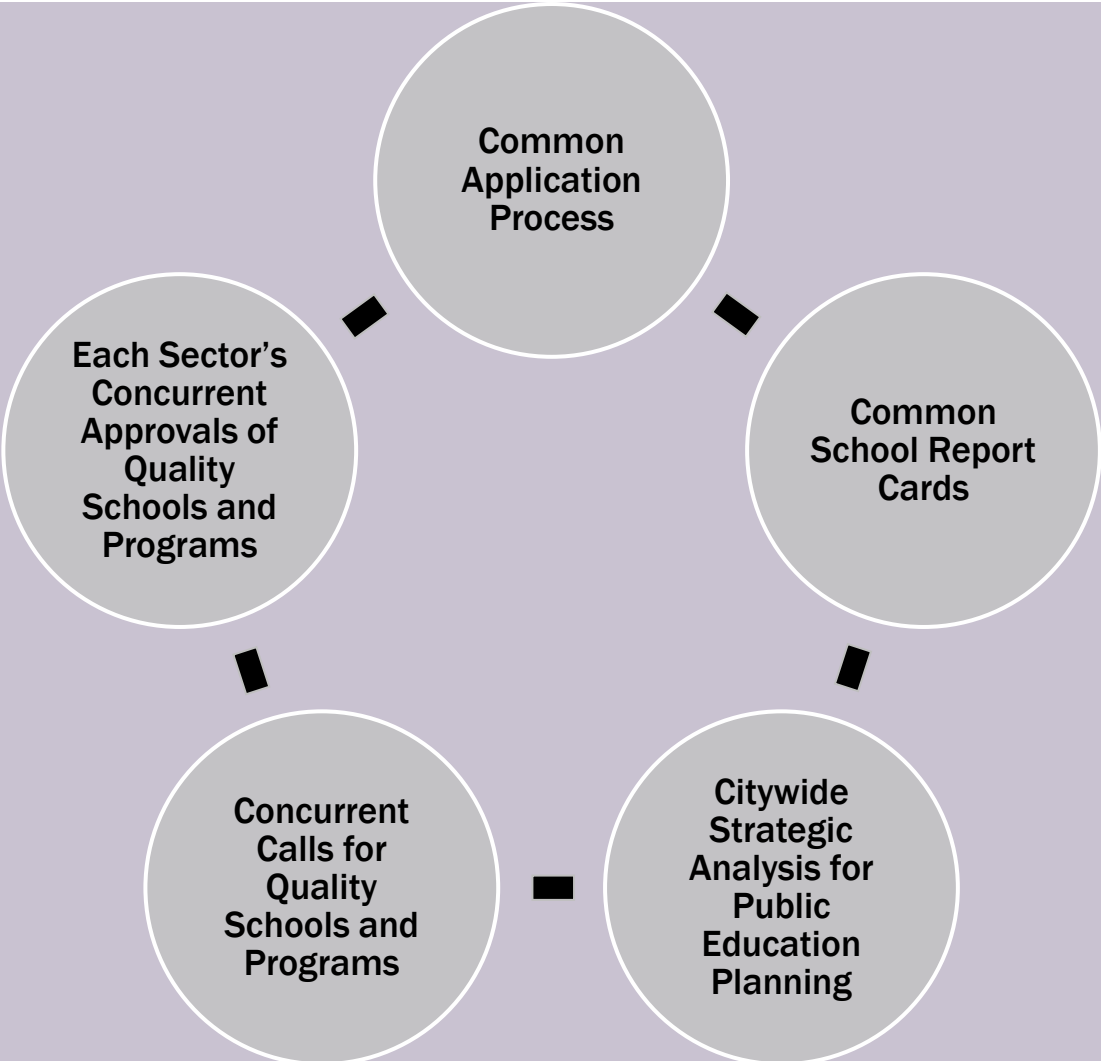 Common
Application
Process
Common
School Report
Cards
Citywide
Strategic
Analysis for
Public
Education
Planning
Concurrent
Calls for
Quality
Schools and
Programs
Each Sector’s
Concurrent
Approvals of
Quality
Schools and
Programs